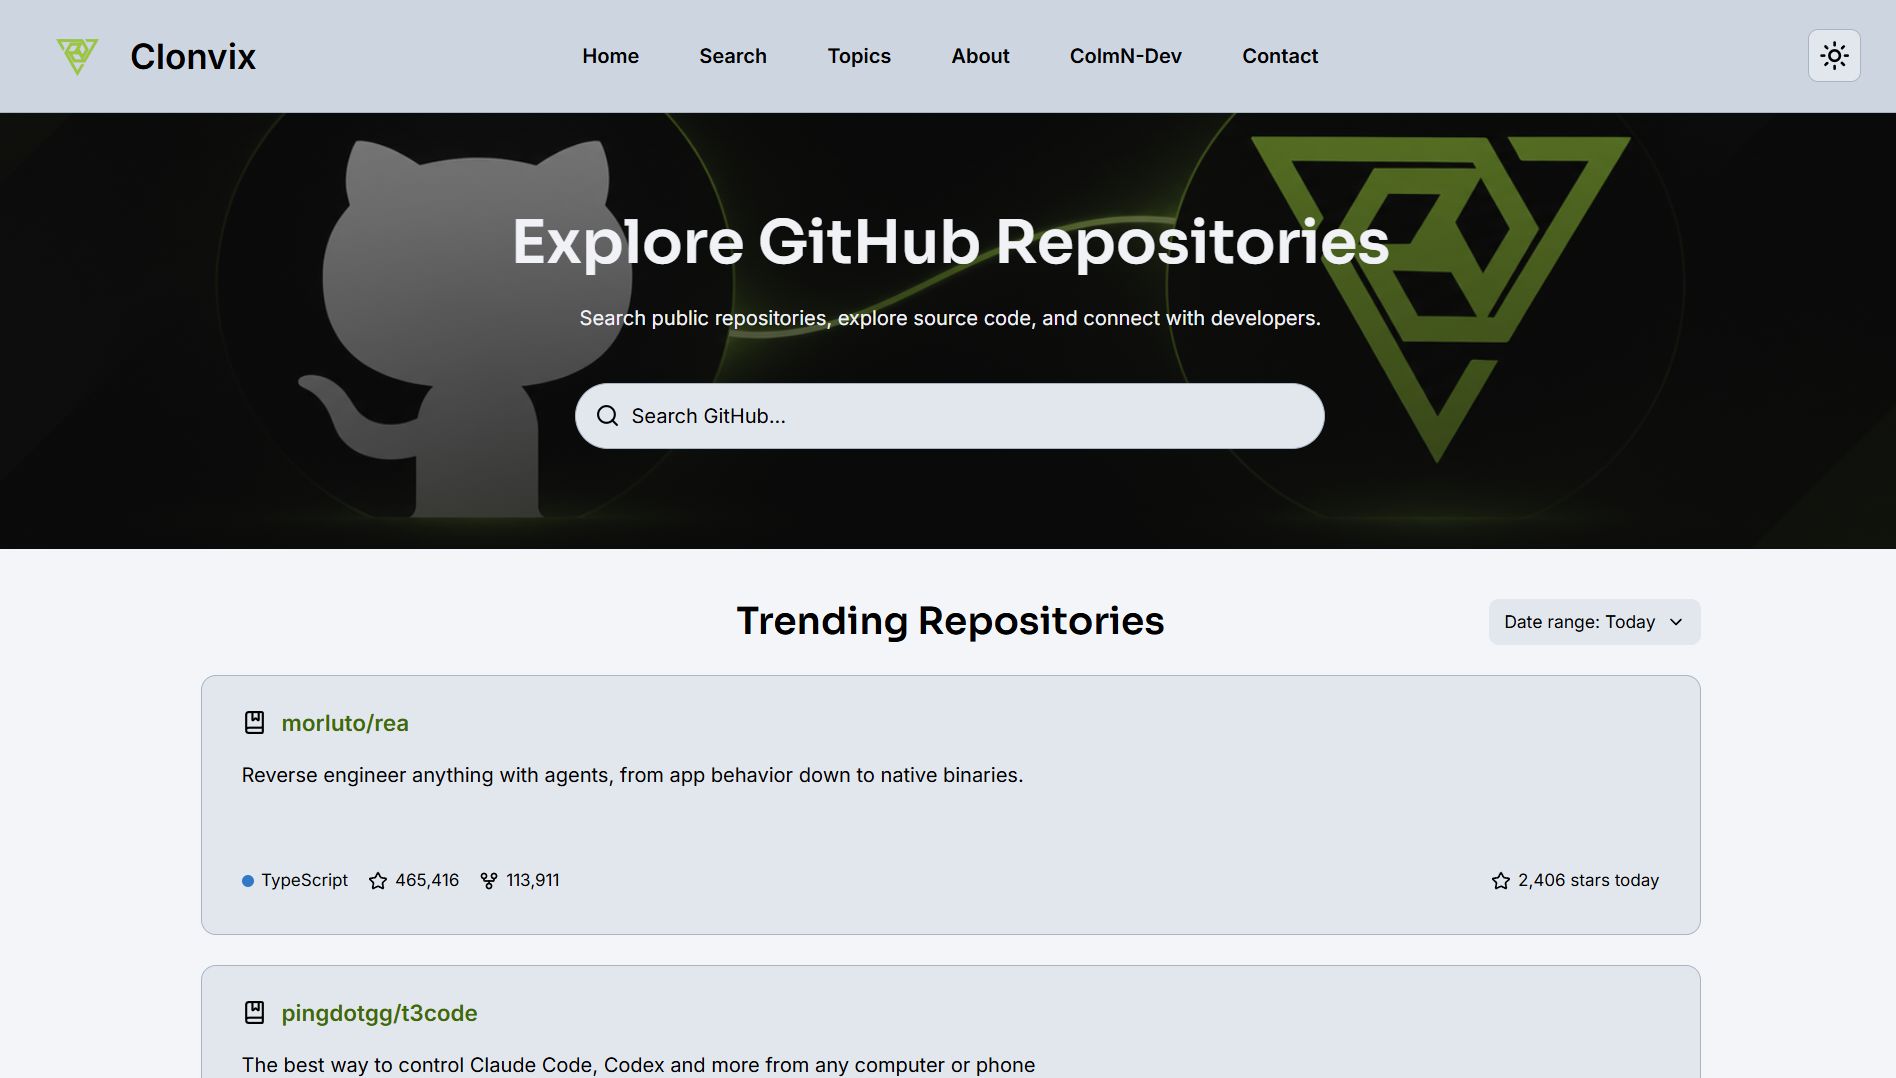 Clonvix
Home
Search
Topics
About
ColmN-Dev
Contact
Explore GitHub Repositories
Search public repositories, explore source code, and connect with developers.
Search GitHub...
Trending Repositories
Date range: Today
morluto/rea
Reverse engineer anything with agents, from app behavior down to native binaries.
TypeScript 465,416 113,911
2,406 stars today
pingdotgg/t3code
The best way to control Claude Code, Codex and more from any computer or phone